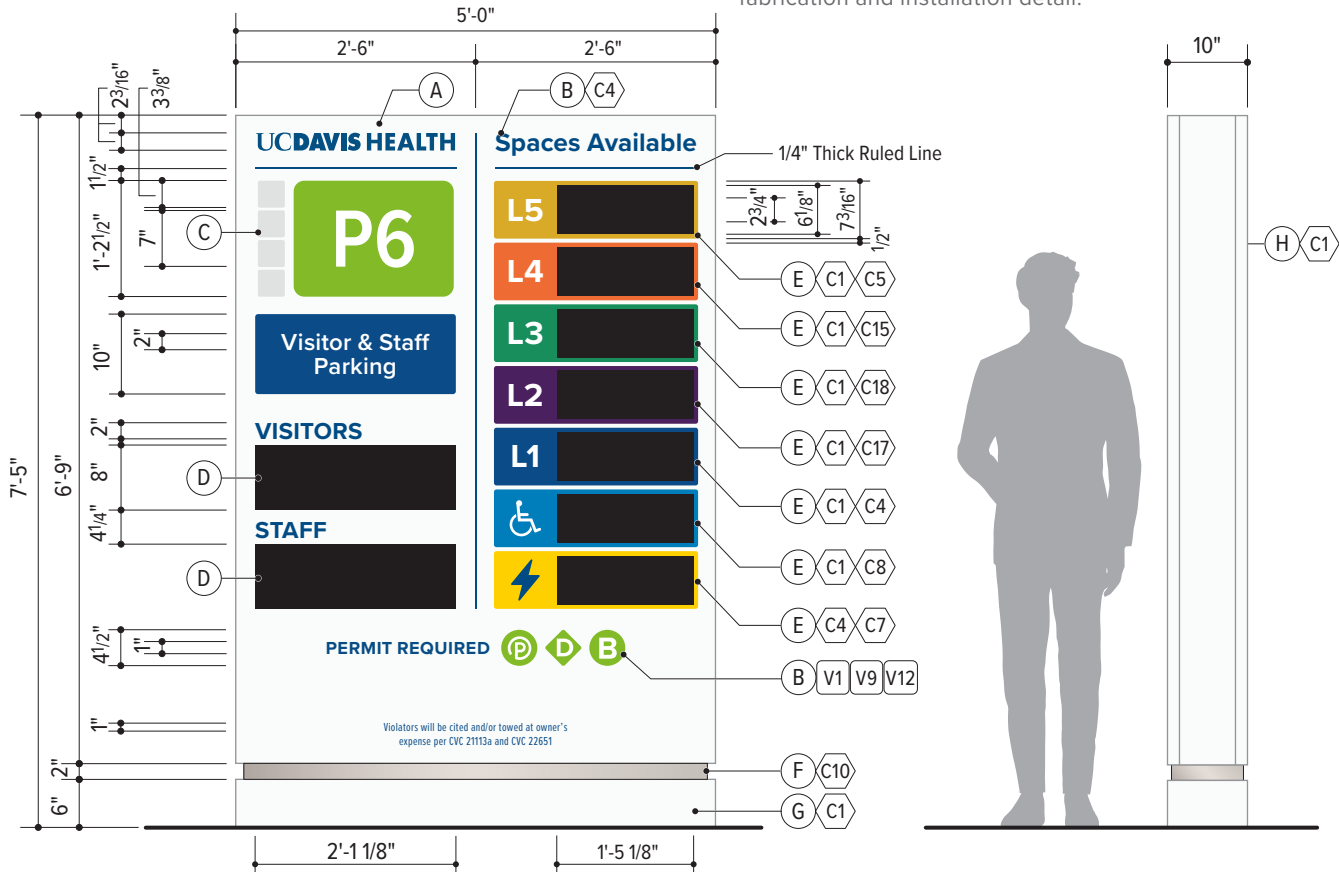 fabrication and installation detail.
5'-0"
2'-6" 2'-6"
10"
2 3/16"
3 3/8"
A
B C4
UCDAVIS HEALTH
Spaces Available
1/4" Thick Ruled Line
1 1/2"
1'-2 1/2"
7"
C
P6
L5
2 3/4"
6 1/8"
7 3/16"
1/2"
H C1
E C1 C5
L4
E C1 C15
10"
2"
Visitor & Staff
Parking
L3
E C1 C18
L2
2"
VISITORS
E C1 C17
7'-5"
6'-9"
8"
D
L1
E C1 C4
4 1/4"
STAFF
E C1 C8
D
E C4 C7
4 1/2"
1"
PERMIT REQUIRED P D B
B V1 V9 V12
1"
Violators will be cited and/or towed at owner's
expense per CVC 21113a and CVC 22651
2"
F C10
6"
G C1
2'-1 1/8"
1'-5 1/8"